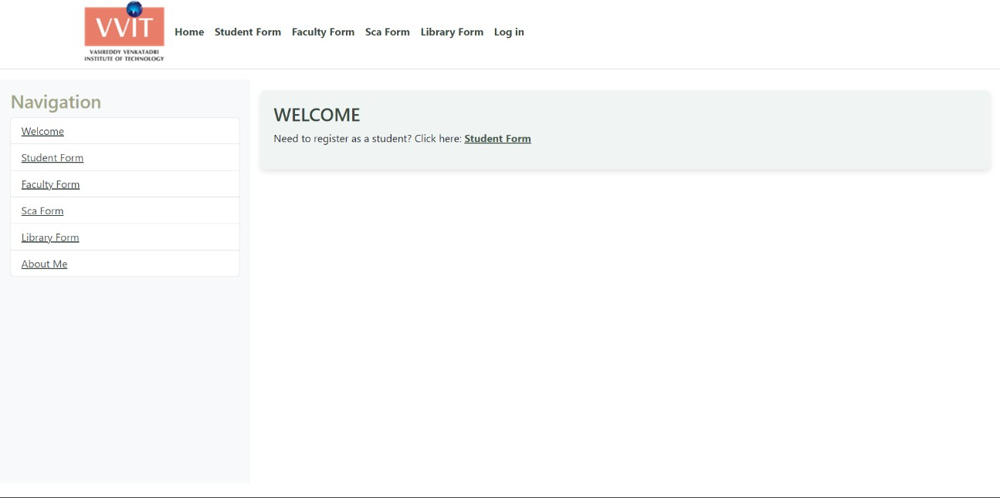 VVIT
VASIREDDY VENKATADRI
INSTITUTE OF TECHNOLOGY
Home Student Form Faculty Form Sca Form Library Form Log in
Navigation
Welcome
Student Form
Faculty Form
Sca Form
Library Form
About Me
WELCOME
Need to register as a student? Click here: Student Form